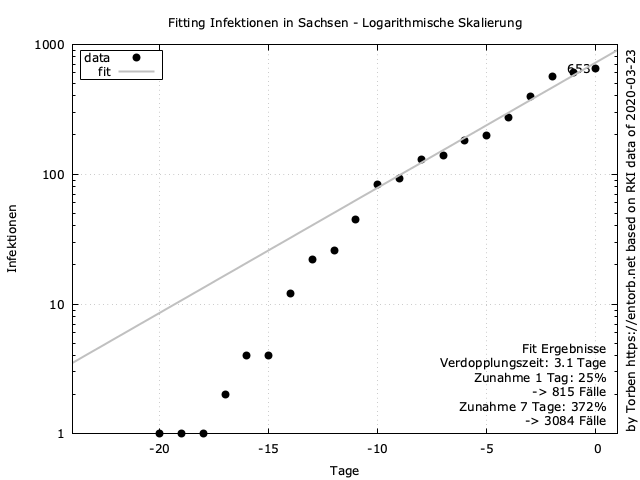 Fitting Infektionen in Sachsen - Logarithmische Skalierung
1000
100
10
1
Infektionen
data
fit
653
Fit Ergebnisse
Verdopplungszeit: 3.1 Tage
Zunahme 1 Tag: 25%
-> 815 Fälle
Zunahme 7 Tage: 372%
-> 3084 Fälle
-20 -15 -10 -5 0
Tage
by Torben https://entorb.net based on RKI data of 2020-03-23